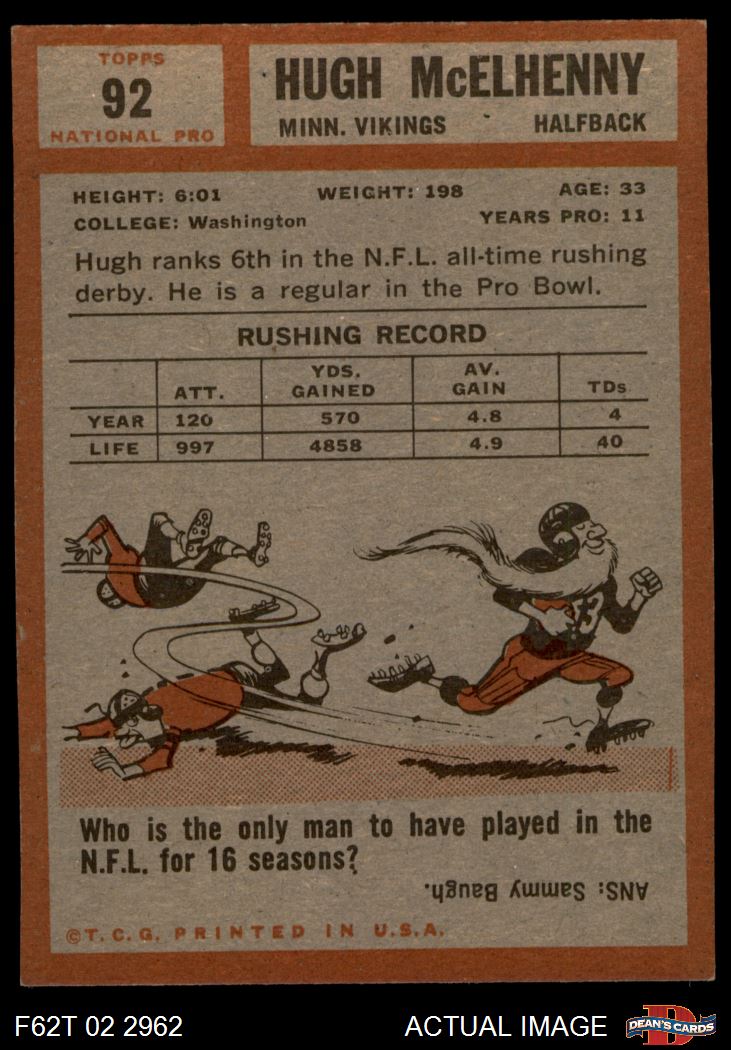 TOPPS
92
NATIONAL PRO
HUGH McELHENNY
MINN. VIKINGS HALFBACK
HEIGHT: 6:01 WEIGHT: 198 AGE: 33
COLLEGE: Washington YEARS PRO: 11
Hugh ranks 6th in the N.F.L. all-time rushing
derby. He is a regular in the Pro Bowl.
RUSHING RECORD
ATT. YDS. GAINED AV. GAIN TDs
YEAR 120 570 4.8 4
LIFE 997 4858 4.9 40
3
Who is the only man to have played in the
N.F.L. for 16 seasons?
ANS: Sammy Baugh.
©T.C.G. PRINTED IN U.S.A.
F62T 02 2962 ACTUAL IMAGE
D
DEAN'S CARDS